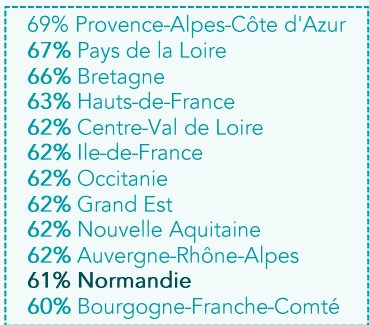 69% Provence-Alpes-Côte d'Azur
67% Pays de la Loire
66% Bretagne
63% Hauts-de-France
62% Centre-Val de Loire
62% Ile-de-France
62% Occitanie
62% Grand Est
62% Nouvelle Aquitaine
62% Auvergne-Rhône-Alpes
61% Normandie
60% Bourgogne-Franche-Comté